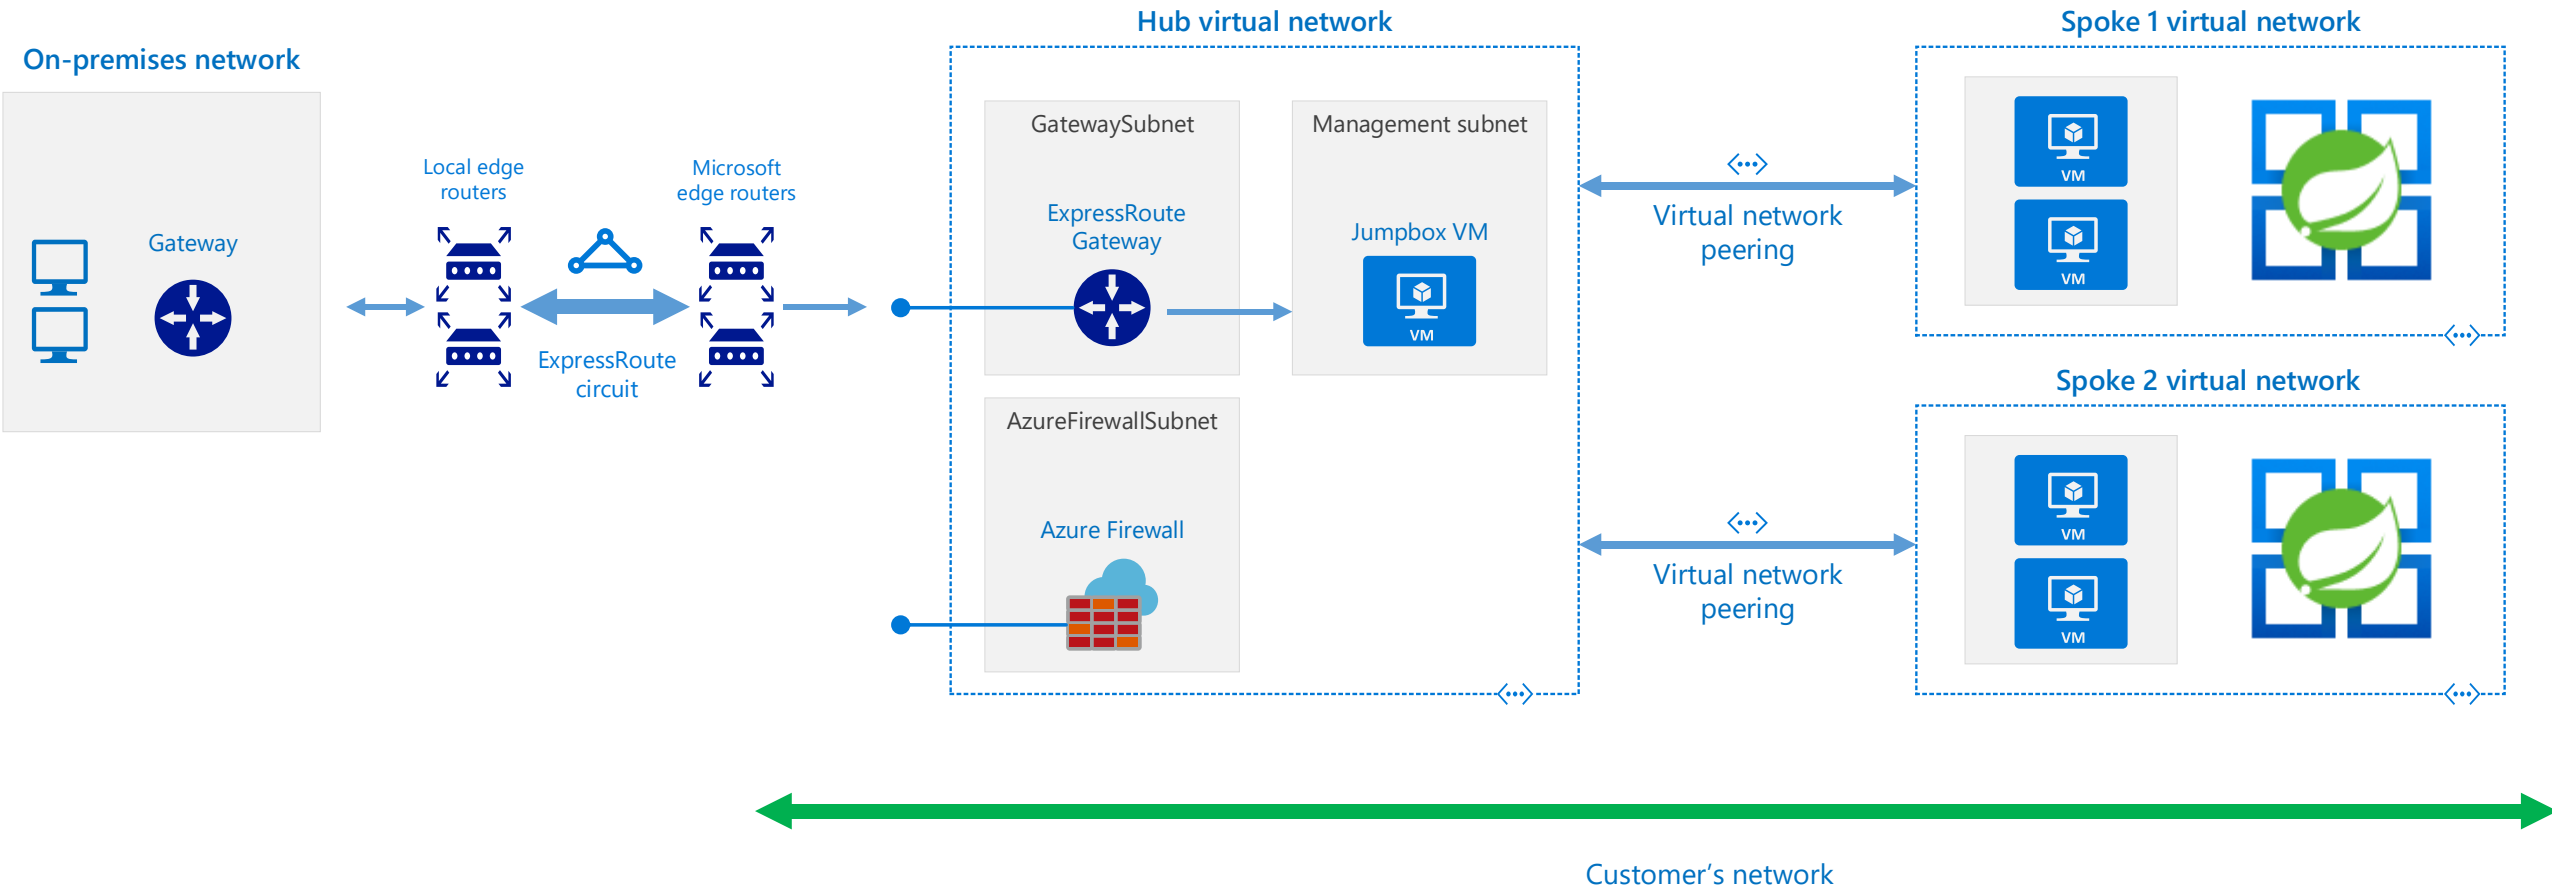 Hub virtual network
Spoke 1 virtual network
On-premises network
GatewaySubnet
Management subnet
Local edge
routers
Microsoft
edge routers
ExpressRoute
Gateway
Jumpbox VM
VM
Gateway
ExpressRoute
circuit
Virtual network
peering
VM
VM
AzureFirewallSubnet
Azure Firewall
Spoke 2 virtual network
Virtual network
peering
VM
VM
Customer's network